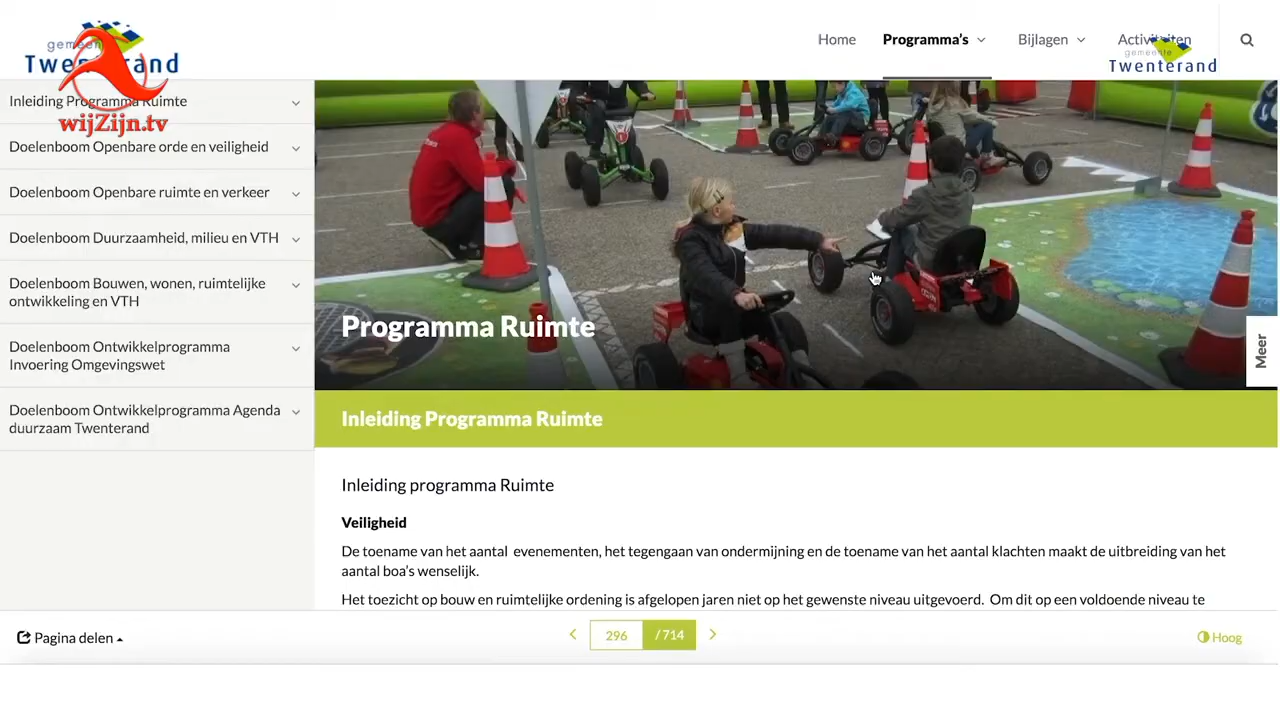 gemeente
Twenterand
wijZijn.tv
Home
Programma's
Bijlagen
Activiteiten
gemeente
Twenterand
Inleiding Programma Ruimte
Doelenboom Openbare orde en veiligheid
Doelenboom Openbare ruimte en verkeer
Doelenboom Duurzaamheid, milieu en VTH
Doelenboom Bouwen, wonen, ruimtelijke
ontwikkeling en VTH
Doelenboom Ontwikkelprogramma
Invoering Omgevingswet
Doelenboom Ontwikkelprogramma Agenda
duurzaam Twenterand
Programma Ruimte
Meer
Inleiding Programma Ruimte
Inleiding programma Ruimte
Veiligheid
De toename van het aantal evenementen, het tegengaan van ondermijning en de toename van het aantal klachten maakt de uitbreiding van het
aantal boa's wenselijk.
Het toezicht op bouw en ruimtelijke ordening is afgelopen jaren niet op het gewenste niveau uitgevoerd. Om dit op een voldoende niveau te
Pagina delen
296 / 714
Hoog